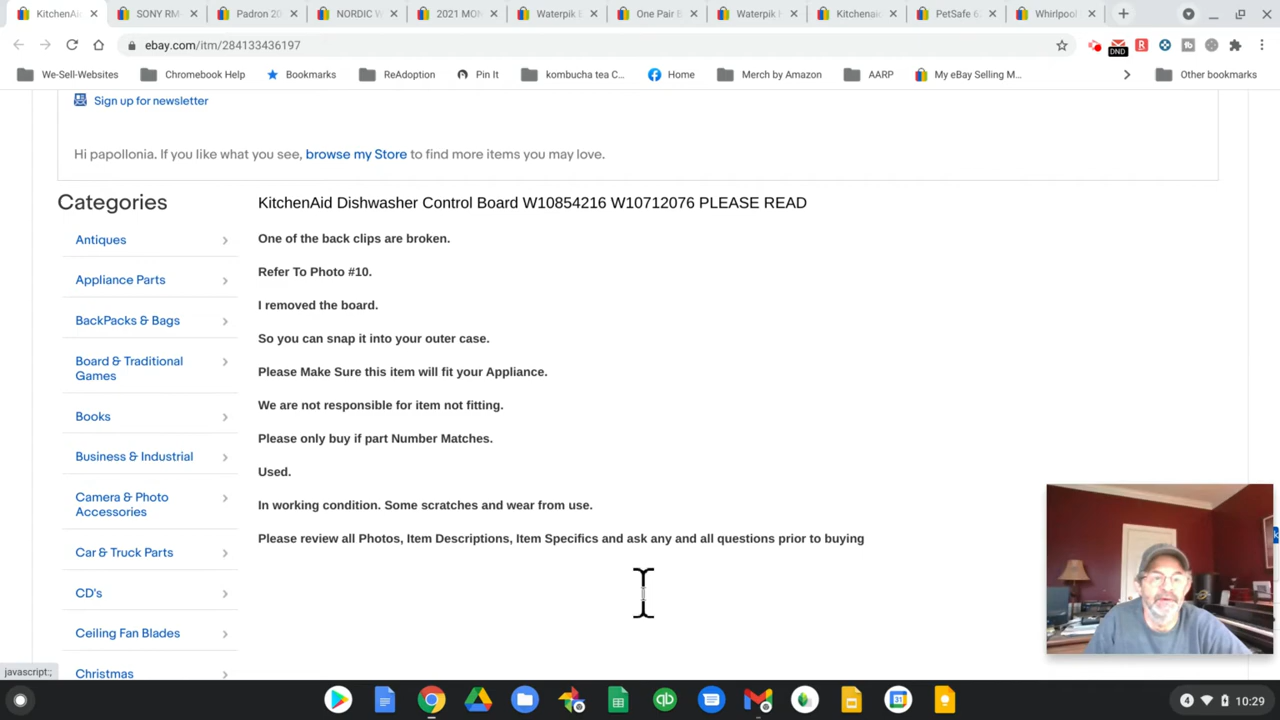 KitchenAi
SONY RM-
Padron 20
NORDIC W
2021 MON
Waterpik E
One Pair B
Waterpik H
Kitchenaid
PetSafe 6
Whirlpool
ebay.com/itm/284133436197
DND
We-Sell-Websites
Chromebook Help
Bookmarks
ReAdoption
Pin It
kombucha tea C...
Home
Merch by Amazon
AARP
My eBay Selling M...
Other bookmarks
Sign up for newsletter
Hi papollonia. If you like what you see, browse my Store to find more items you may love.
Categories
Antiques
Appliance Parts
BackPacks & Bags
Board & Traditional
Games
Books
Business & Industrial
Camera & Photo
Accessories
Car & Truck Parts
CD's
Ceiling Fan Blades
Christmas
KitchenAid Dishwasher Control Board W10854216 W10712076 PLEASE READ
One of the back clips are broken.
Refer To Photo #10.
I removed the board.
So you can snap it into your outer case.
Please Make Sure this item will fit your Appliance.
We are not responsible for item not fitting.
Please only buy if part Number Matches.
Used.
In working condition. Some scratches and wear from use.
Please review all Photos, Item Descriptions, Item Specifics and ask any and all questions prior to buying
javascript:;
4
10:29